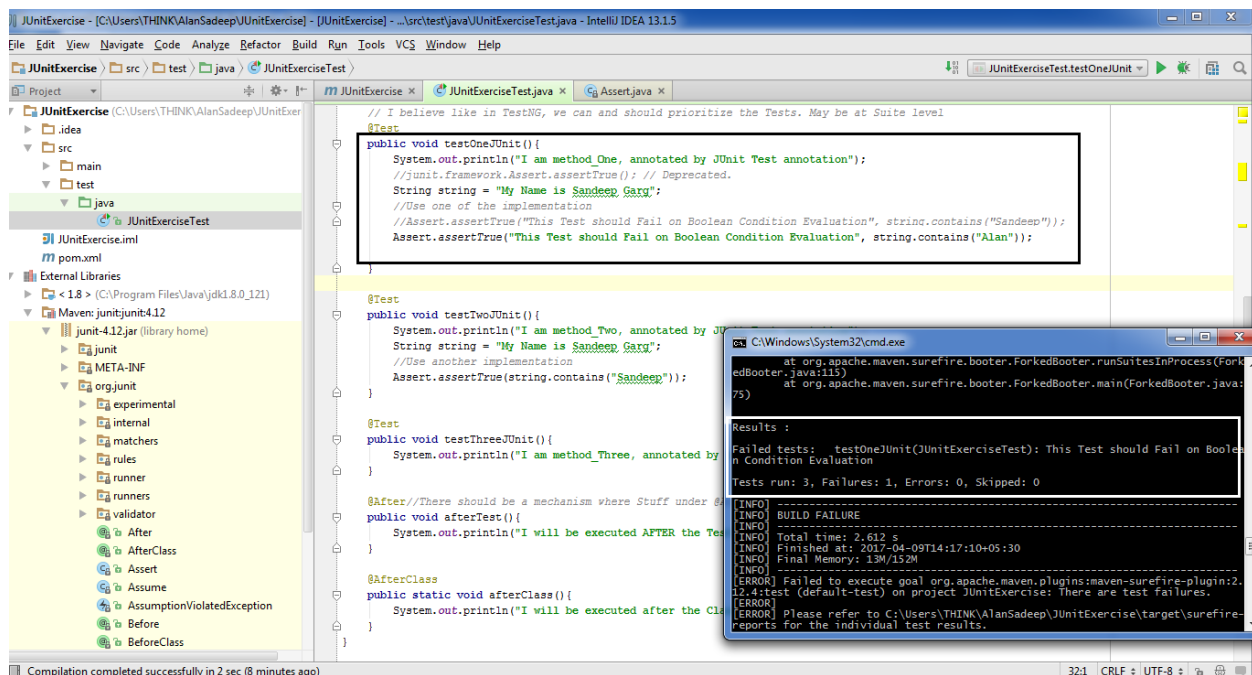 JUnitExercise - [C:\Users\THINK\AlanSadeep\JUnitExercise] - [JUnitExercise] - ...\src\test\java\JUnitExerciseTest.java - IntelliJ IDEA 13.1.5
File Edit View Navigate Code Analyze Refactor Build Run Tools VCS Window Help
JUnitExercise src test java JUnitExerciseTest
JUnitExerciseTest.testOneJUnit
Project
JUnitExercise JUnitExerciseTest.java Assert.java
JUnitExercise (C:\Users\THINK\AlanSadeep\JUnitExer
.idea
src
main
test
java
JUnitExerciseTest
JUnitExercise.iml
pom.xml
External Libraries
< 1.8 > (C:\Program Files\Java\jdk1.8.0_121)
Maven: junit:junit:4.12
junit-4.12.jar (library home)
junit
META-INF
org.junit
experimental
internal
matchers
rules
runner
runners
validator
After
AfterClass
Assert
Assume
AssumptionViolatedException
Before
BeforeClass
// I believe like in TestNG, we can and should prioritize the Tests. May be at Suite level
@Test
public void testOneJUnit(){
System.out.println("I am method_One, annotated by JUnit Test annotation");
//junit.framework.Assert.assertTrue(); // Deprecated.
String string = "My Name is Sandeep Garg";
//Use one of the implementation
//Assert.assertTrue("This Test should Fail on Boolean Condition Evaluation", string.contains("Sandeep"));
Assert.assertTrue("This Test should Fail on Boolean Condition Evaluation", string.contains("Alan"));
}
@Test
public void testTwoJUnit(){
System.out.println("I am method_Two, annotated by
String string = "My Name is Sandeep Garg";
//Use another implementation
Assert.assertTrue(string.contains("Sandeep"));
}
@Test
public void testThreeJUnit(){
System.out.println("I am method_Three, annotated by
}
@After//There should be a mechanism where Stuff under
public void afterTest(){
System.out.println("I will be executed AFTER the Tes
}
@AfterClass
public static void afterClass(){
System.out.println("I will be executed after the Cla
}
}
C:\Windows\System32\cmd.exe
at org.apache.maven.surefire.booter.ForkedBooter.runSuitesInProcess(Fork
edBooter.java:115)
at org.apache.maven.surefire.booter.ForkedBooter.main(ForkedBooter.java:
75)
Results :
Failed tests: testOneJUnit(JUnitExerciseTest): This Test should Fail on Boolea
n Condition Evaluation
Tests run: 3, Failures: 1, Errors: 0, Skipped: 0
[INFO] ------------------------------------------------------------------------
[INFO] BUILD FAILURE
[INFO] ------------------------------------------------------------------------
[INFO] Total time: 2.612 s
[INFO] Finished at: 2017-04-09T14:17:10+05:30
[INFO] Final Memory: 13M/152M
[INFO] ------------------------------------------------------------------------
[ERROR] Failed to execute goal org.apache.maven.plugins:maven-surefire-plugin:2.
12.4:test (default-test) on project JUnitExercise: There are test failures.
[ERROR]
[ERROR] Please refer to C:\Users\THINK\AlanSadeep\JUnitExercise\target\surefire-
reports for the individual test results.
Compilation completed successfully in 2 sec (8 minutes ago)
32:1 CRLF UTF-8